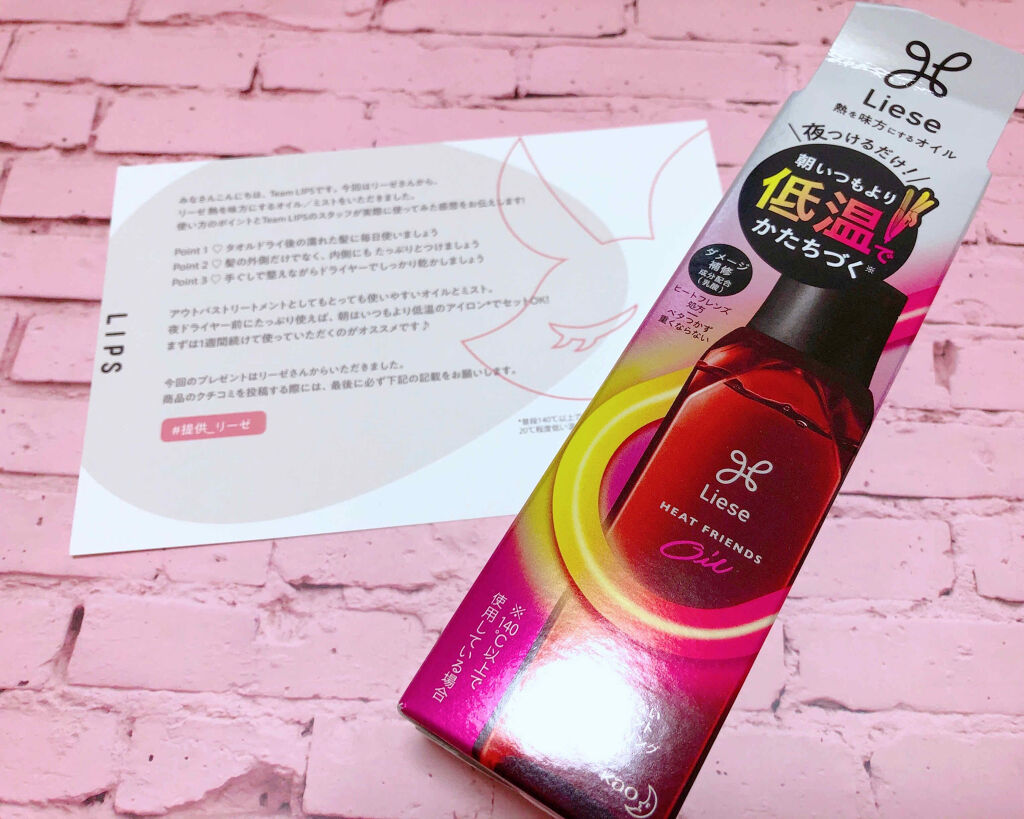 みなさんこんにちは、Team LIPSです。今回はリーゼさんから、
リーゼ 熱を味方にするオイル／ミストをいただきました。
使い方のポイントとTeam LIPSのスタッフが実際に使ってみた感想をお伝えします!
Point 1 ♡ タオルドライ後の濡れた髪に毎日使いましょう
Point 2 ♡ 髪の外側だけでなく、内側にも たっぷりとつけましょう
Point 3 ♡ 手ぐしで整えながらドライヤーでしっかり乾かしましょう
アウトバストリートメントとしてもとっても使いやすいオイルとミスト。
夜ドライヤー前にたっぷり使えば、朝はいつもより低温のアイロン*でセットOK!
まずは1週間続けて使っていただくのがオススメです♪
今回のプレゼントはリーゼさんからいただきました。
商品のクチコミを投稿する際には、最後に必ず下記の記載をお願いします。
#提供_リーゼ
*普段140℃以上で
20℃程度低い温
LIPS
Liese
熱を味方にするオイル
夜つけるだけ!
朝いつもより
低温で
かたちづく※
ダメージ
補修
成分配合
(乳酸)
ヒートフレンズ
処方
ベタつかず
重くならない
Liese
HEAT FRIENDS
Oil
※140℃以上で
使用している場合
Kao